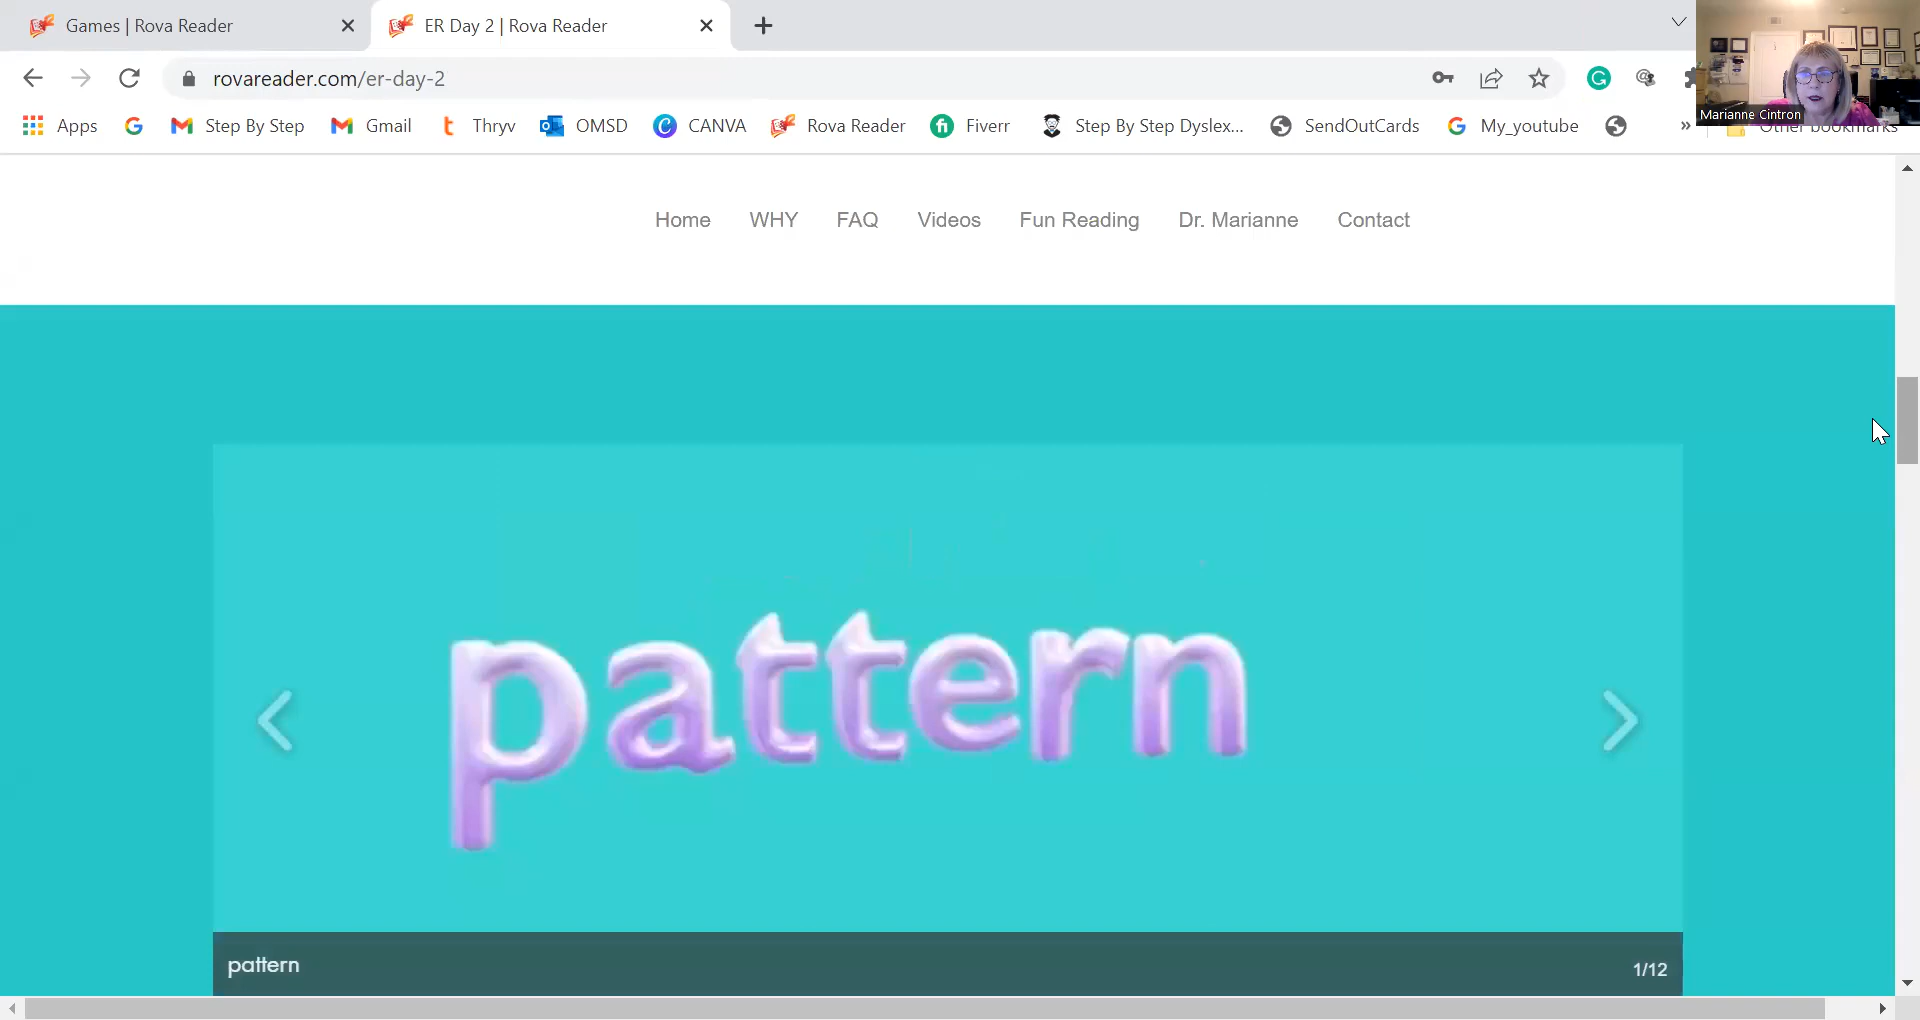 Games | Rova Reader
ER Day 2 | Rova Reader
rovareader.com/er-day-2
Apps Step By Step Gmail Thryv OMSD CANVA Rova Reader Fiverr Step By Step Dyslex... SendOutCards My_youtube » Other bookmarks
Marianne Cintron
Home WHY FAQ Videos Fun Reading Dr. Marianne Contact
pattern
pattern 1/12